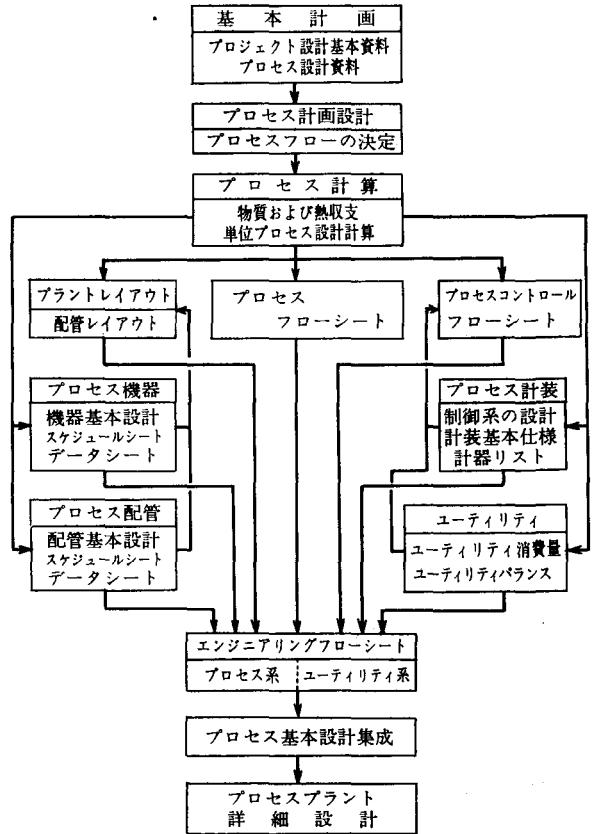 基本計画
プロジェクト設計基本資料
プロセス設計資料
プロセス計画設計
プロセスフローの決定
プロセス計算
物質および熱収支
単位プロセス設計計算
プラントレイアウト
配管レイアウト
プロセス
フローシート
プロセスコントロール
フローシート
プロセス機器
機器基本設計
スケジュールシート
データシート
プロセス計装
制御系の設計
計装基本仕様
計器リスト
プロセス配管
配管基本設計
スケジュールシート
データシート
ユーティリティ
ユーティリティ消費量
ユーティリティバランス
エンジニアリングフローシート
プロセス系
ユーティリティ系
プロセス基本設計集成
プロセスプラント
詳細設計